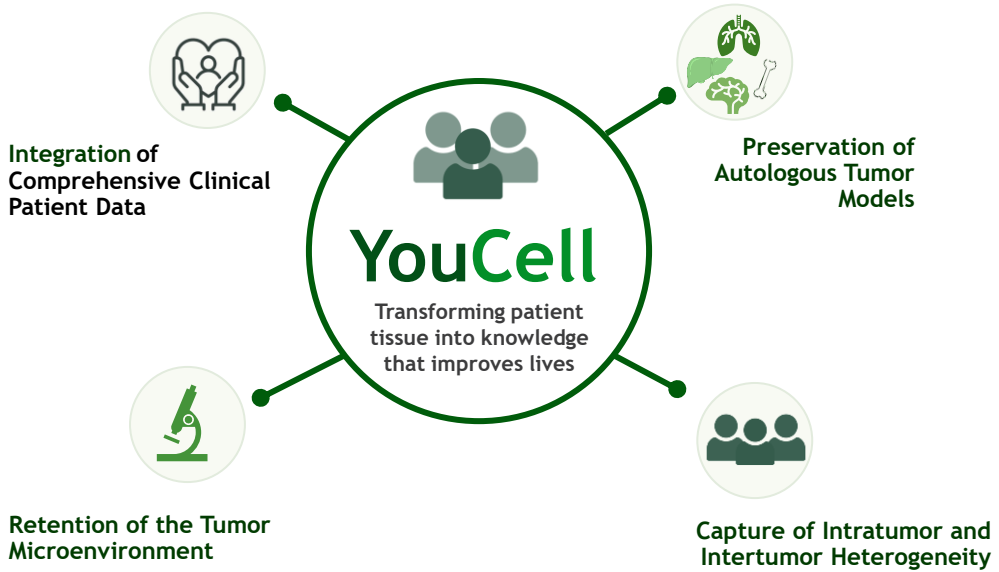 Integration of
Comprehensive Clinical
Patient Data
Preservation of
Autologous Tumor
Models
YouCell
Transforming patient
tissue into knowledge
that improves lives
Retention of the Tumor
Microenvironment
Capture of Intratumor and
Intertumor Heterogeneity